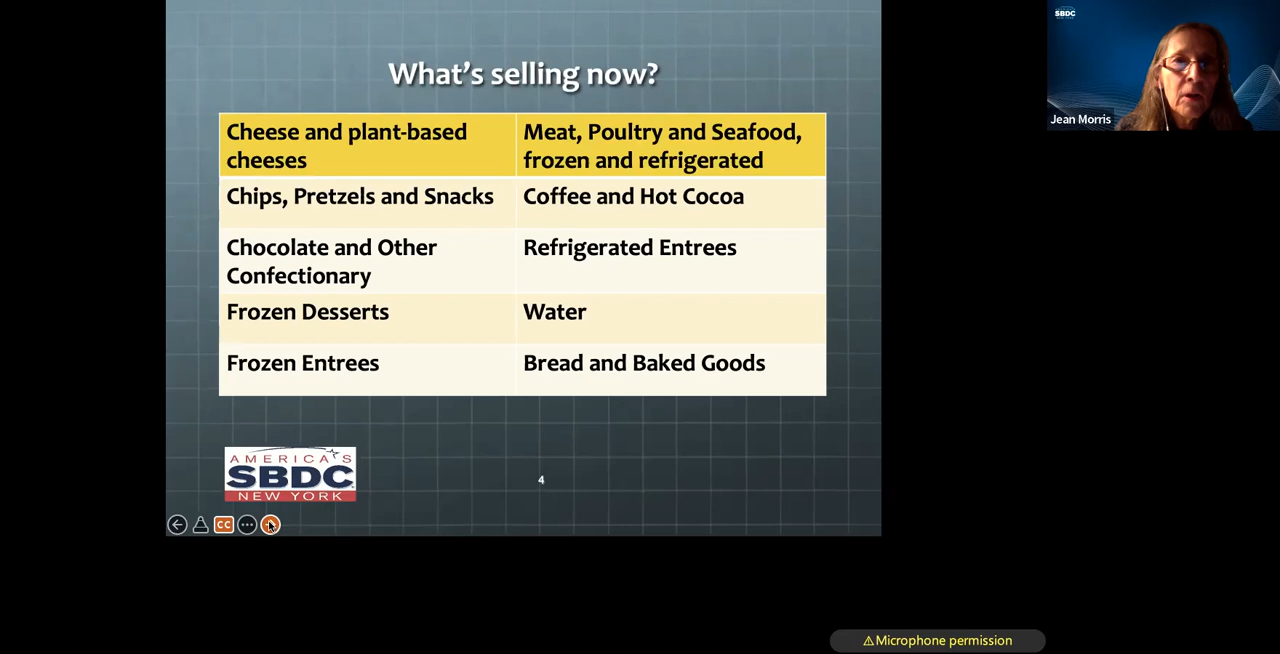 What's selling now?
Cheese and plant-based
cheeses
Meat, Poultry and Seafood,
frozen and refrigerated
Chips, Pretzels and Snacks
Coffee and Hot Cocoa
Chocolate and Other
Confectionary
Refrigerated Entrees
Frozen Desserts
Water
Frozen Entrees
Bread and Baked Goods
AMERICA'S
SBDC
NEW YORK
4
CC
SBDC
Jean Morris
Microphone permission